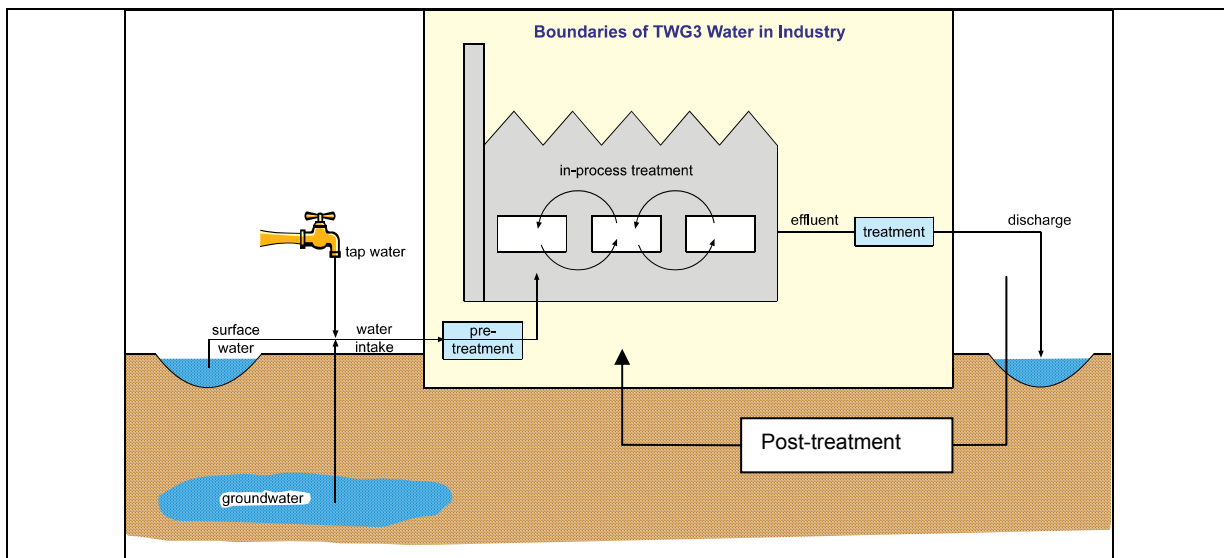 Boundaries of TWG3 Water in Industry
in-process treatment
effluent
treatment
discharge
tap water
surface
water
water
intake
pre-
treatment
Post-treatment
groundwater